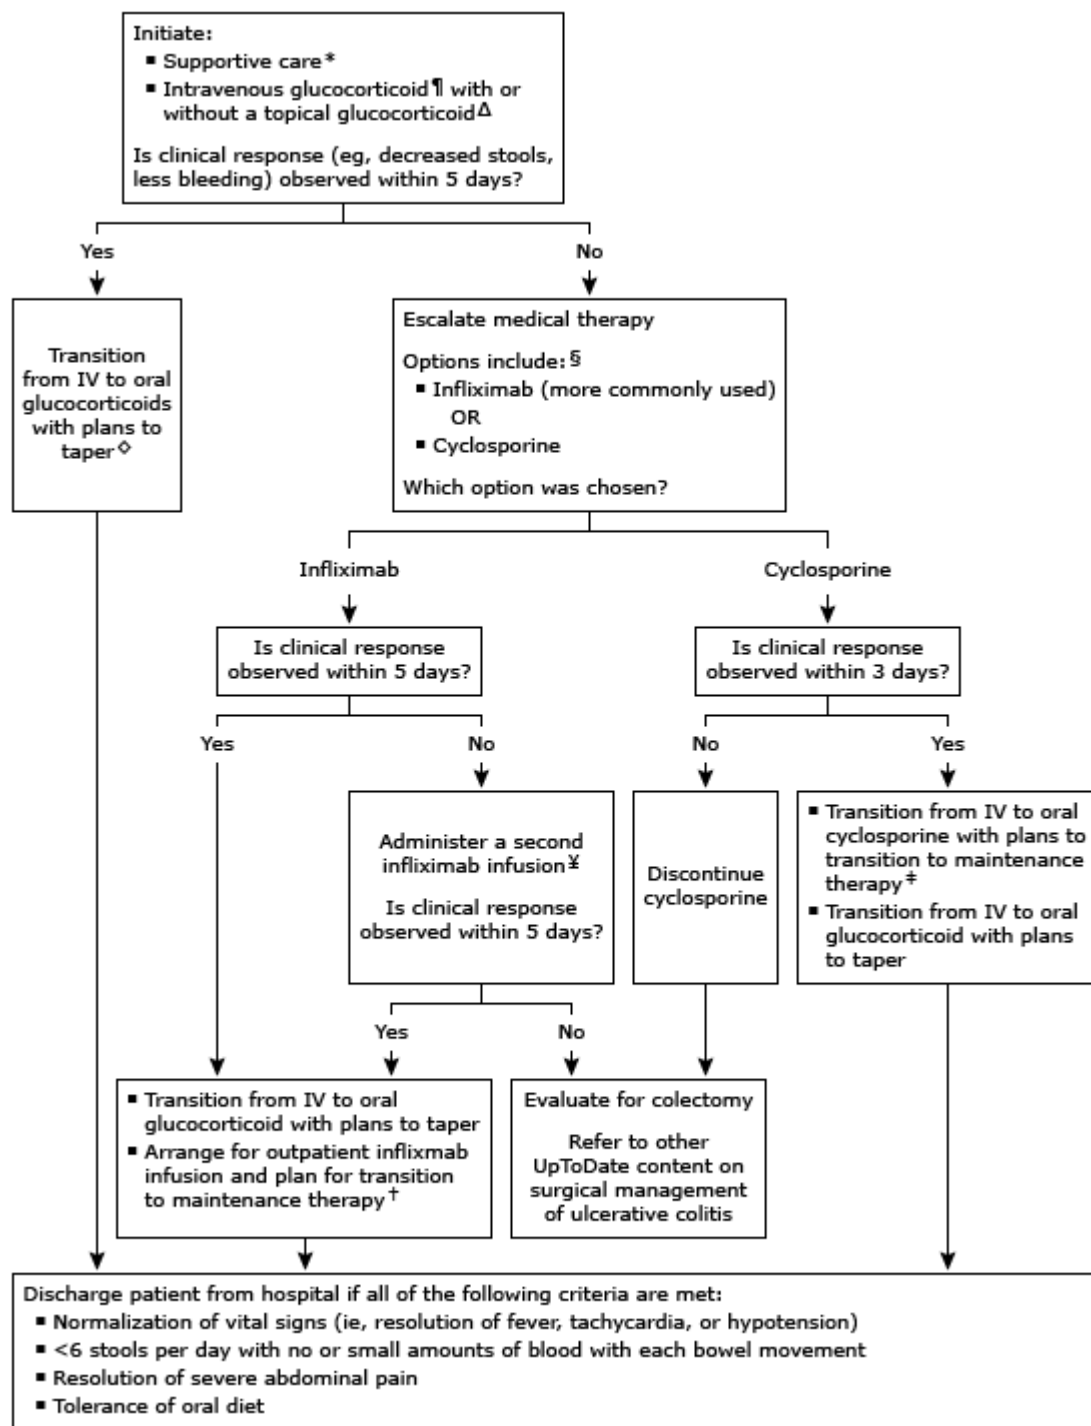 Initiate:
▪ Supportive care*
▪ Intravenous glucocorticoid¶ with or
without a topical glucocorticoidΔ
Is clinical response (eg, decreased stools,
less bleeding) observed within 5 days?
Yes
No
Transition
from IV to oral
glucocorticoids
with plans to
taper◇
Escalate medical therapy
Options include:§
▪ Infliximab (more commonly used)
OR
▪ Cyclosporine
Which option was chosen?
Infliximab
Cyclosporine
Is clinical response
observed within 5 days?
Is clinical response
observed within 3 days?
Yes
No
No
Yes
Administer a second
infliximab infusion¥
Is clinical response
observed within 5 days?
Discontinue
cyclosporine
▪ Transition from IV to oral
cyclosporine with plans to
transition to maintenance
therapy‡
▪ Transition from IV to oral
glucocorticoid with plans
to taper
Yes
No
▪ Transition from IV to oral
glucocorticoid with plans to taper
▪ Arrange for outpatient inflixmab
infusion and plan for transition
to maintenance therapy†
Evaluate for colectomy
Refer to other
UpToDate content on
surgical management
of ulcerative colitis
Discharge patient from hospital if all of the following criteria are met:
▪ Normalization of vital signs (ie, resolution of fever, tachycardia, or hypotension)
▪ <6 stools per day with no or small amounts of blood with each bowel movement
▪ Resolution of severe abdominal pain
▪ Tolerance of oral diet